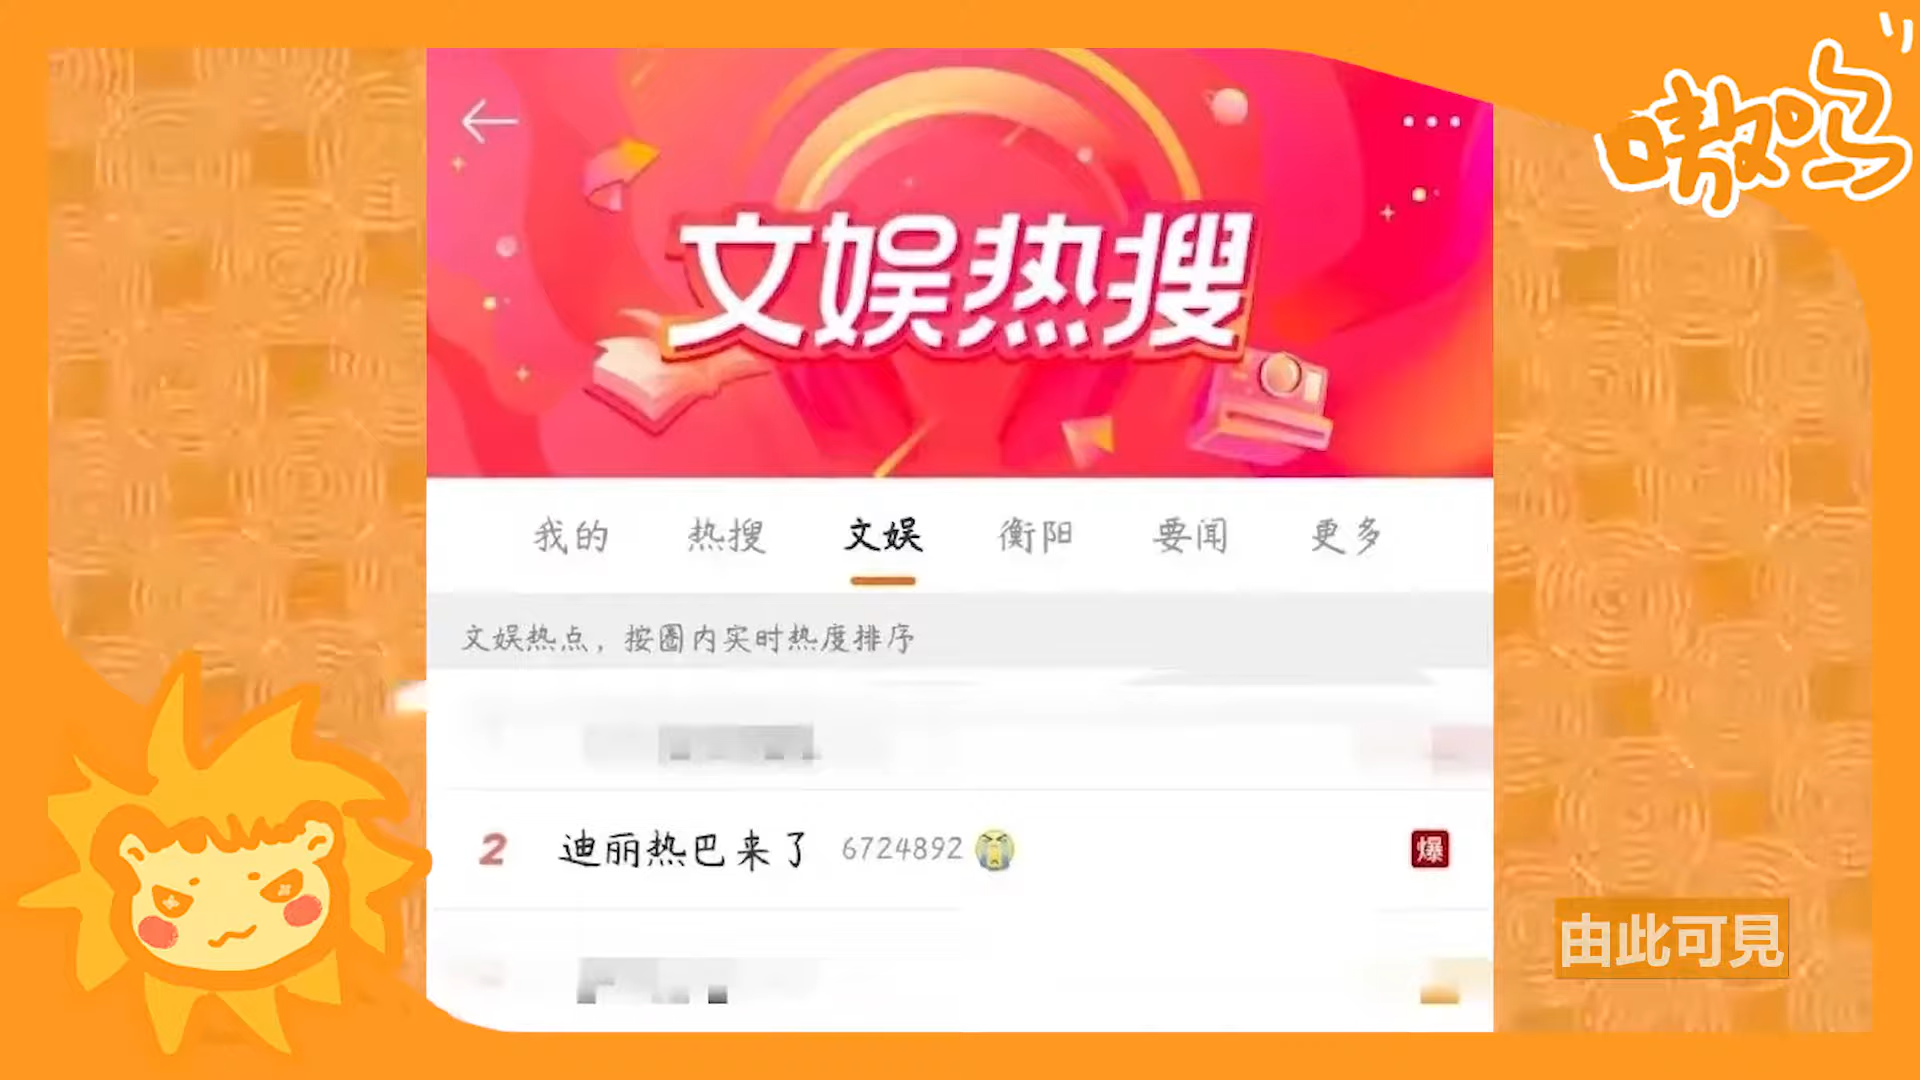 嗷呜
文娱热搜
我的 热搜 文娱 衡阳 要闻 更多
文娱热点，按圈内实时热度排序
2 迪丽热巴来了 6724892 爆
由此可見